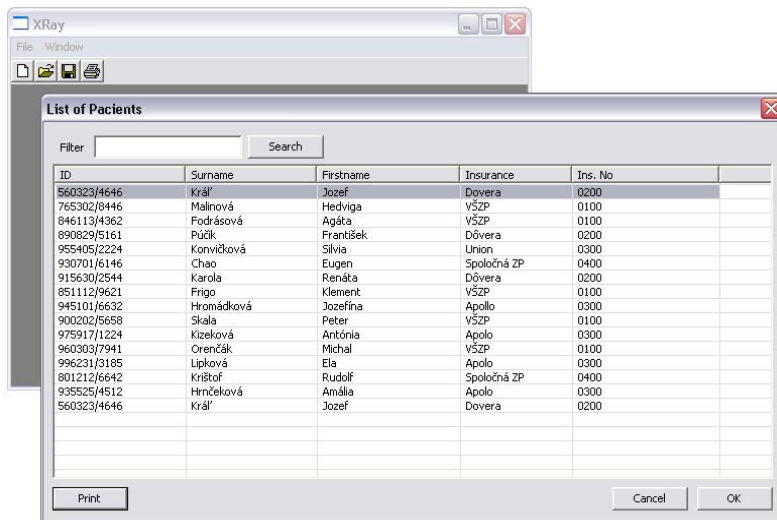 XRay
File Window
List of Pacients
Filter Search
ID Surname Firstname Insurance Ins. No
560323/4646 Kráľ Jozef Dovera 0200
765302/8446 Malinová Hedviga VŠZP 0100
846113/4362 Fodrásová Agáta VŠZP 0100
890829/5161 Púčik František Dôvera 0200
955405/2224 Konvičková Silvia Union 0300
930701/6146 Chao Eugen Spoločná ZP 0400
915630/2544 Karola Renáta Dôvera 0200
851112/9621 Frigo Klement VŠZP 0100
945101/6632 Hromádková Jozefína Apollo 0300
900202/5658 Skala Peter VŠZP 0100
975917/1224 Kizeková Antónia Apolo 0300
960303/7941 Orenčák Michal VŠZP 0100
996231/3185 Lipková Ela Apolo 0300
801212/6642 Krištof Rudolf Spoločná ZP 0400
935525/4512 Hrnčeková Amália Apolo 0300
560323/4646 Kráľ Jozef Dovera 0200
Print Cancel OK